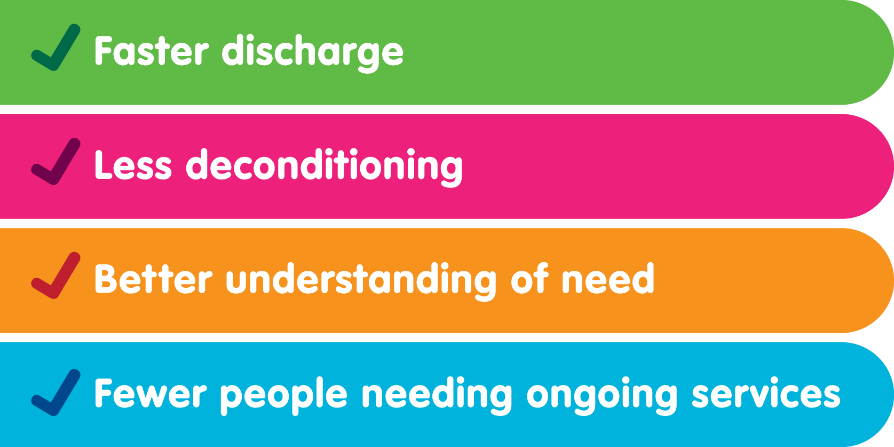 Faster discharge
Less deconditioning
Better understanding of need
Fewer people needing ongoing services